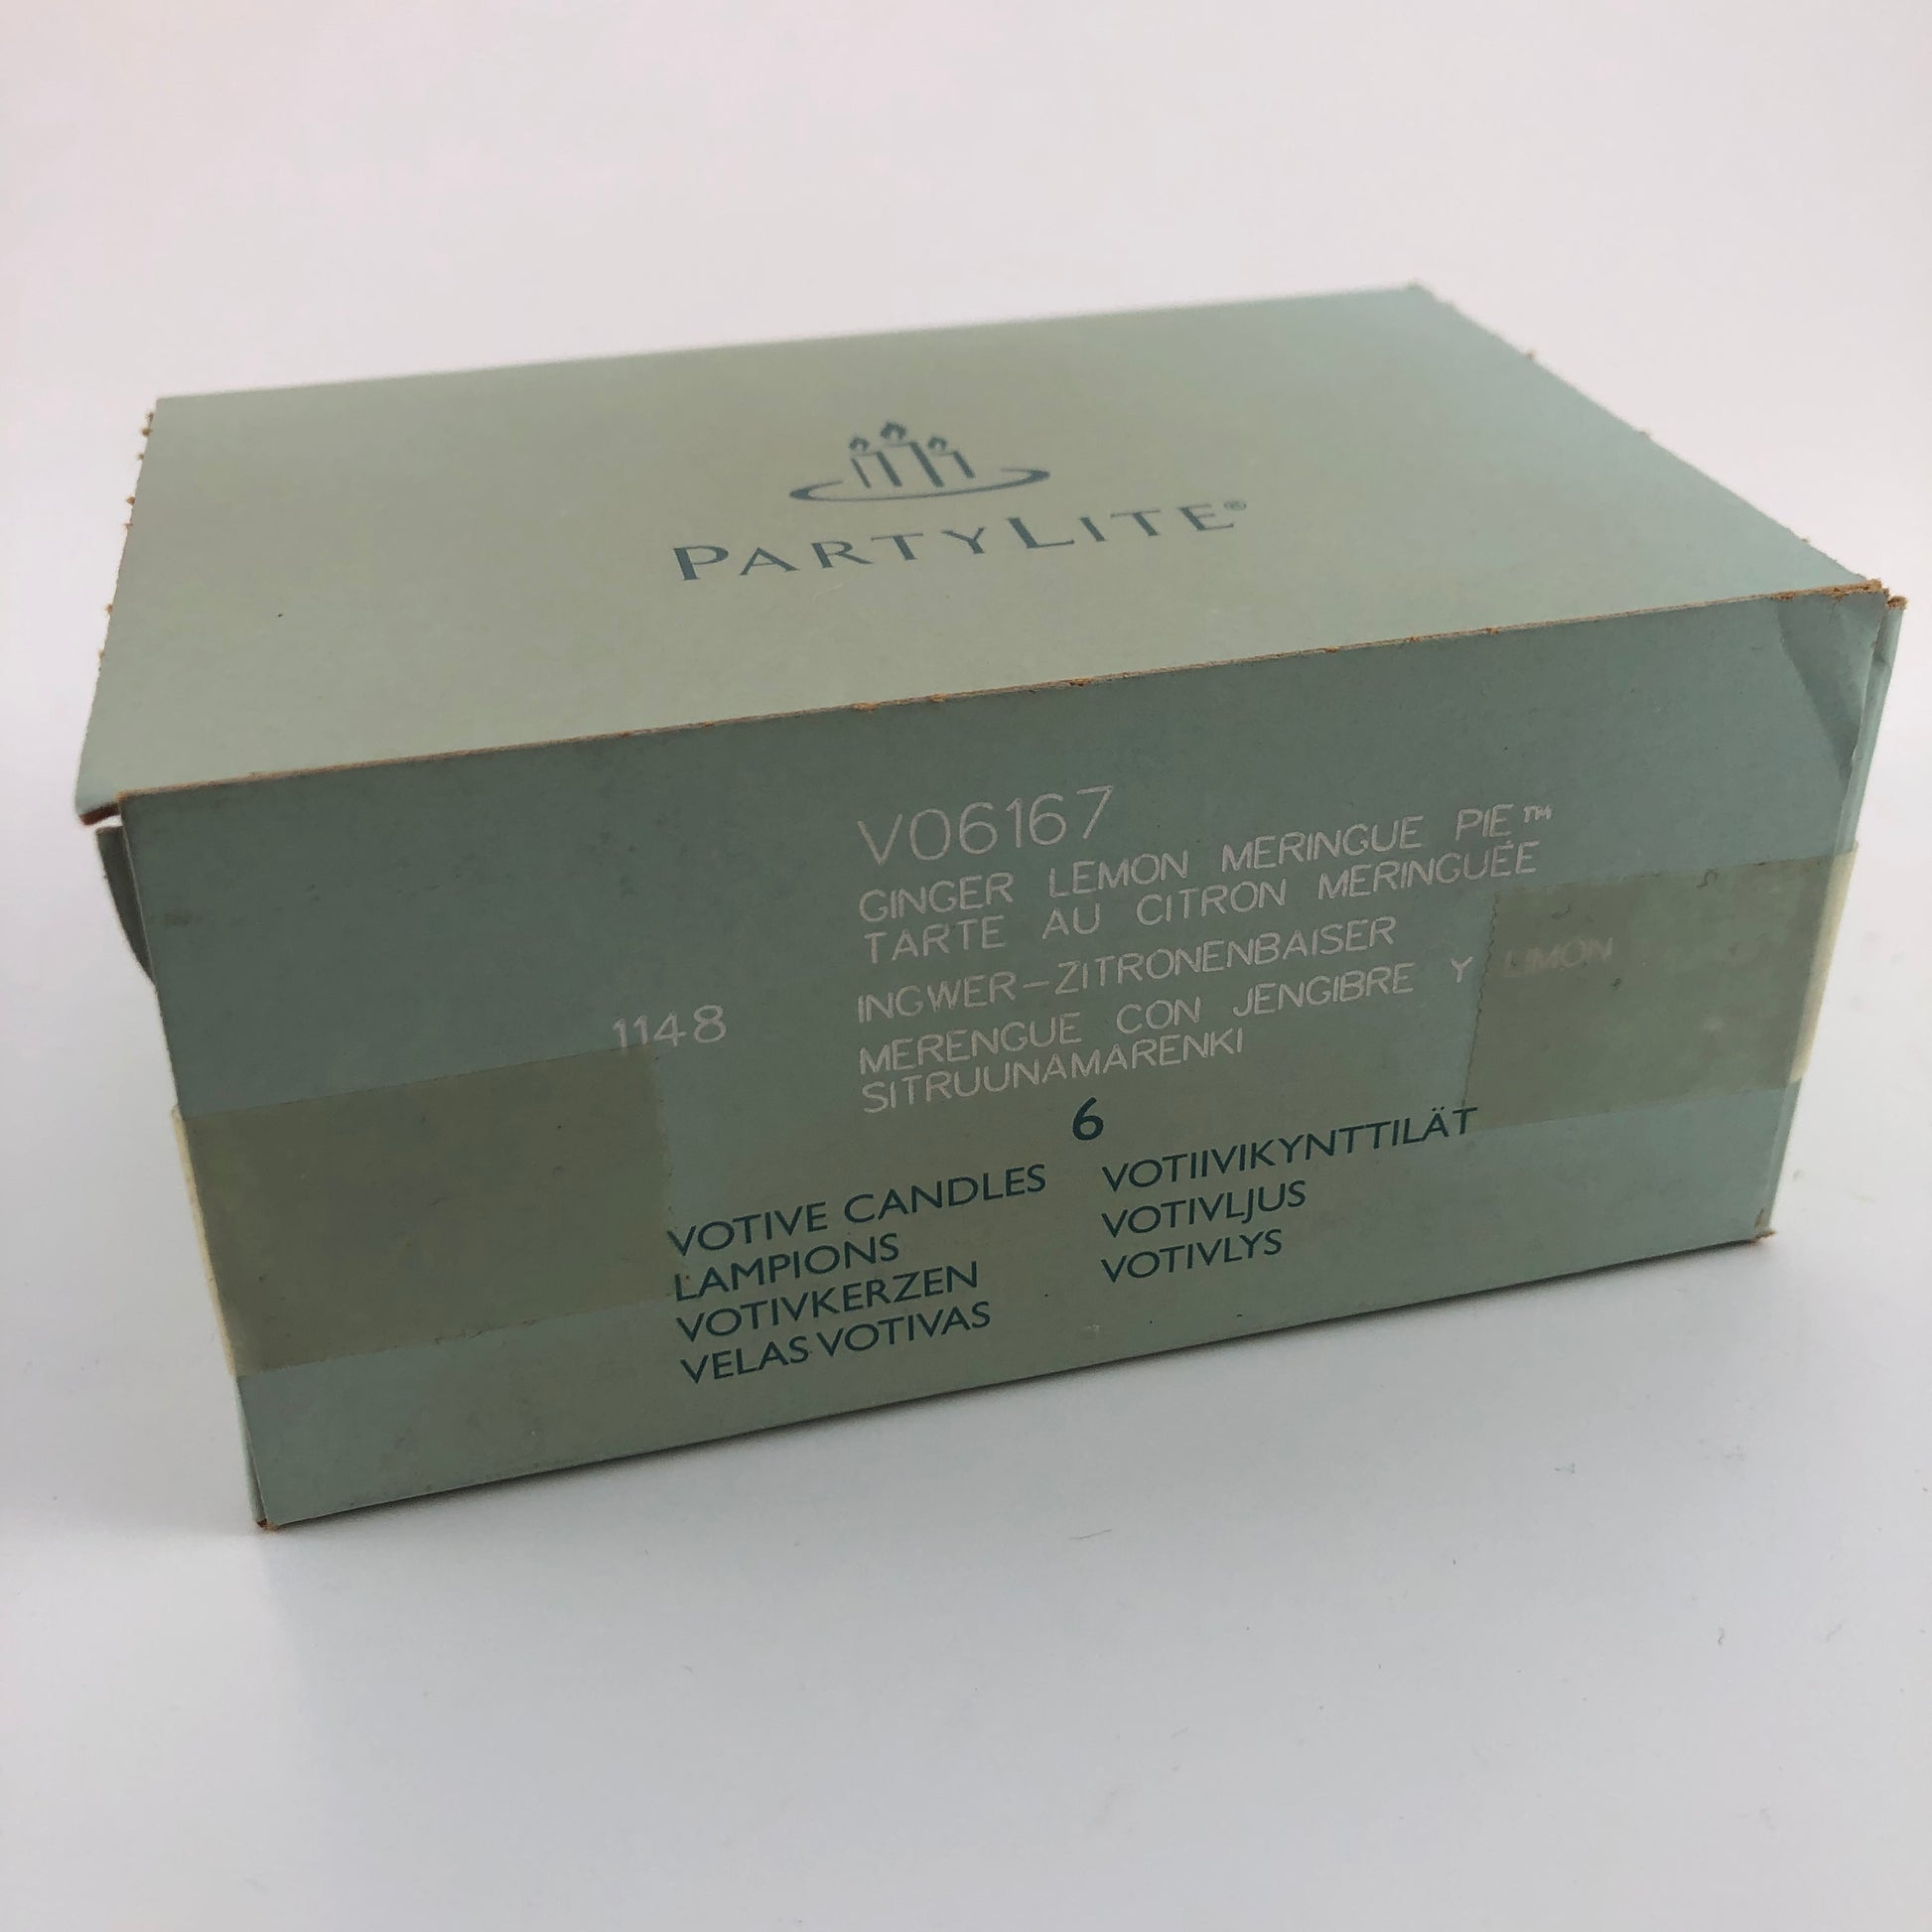 PARTYLITE®
V06167
GINGER LEMON MERINGUE PIE™
TARTE AU CITRON MERINGUÉE
INGWER-ZITRONENBAISER
MERENGUE CON JENGIBRE Y LIMON
SITRUUNAMARENKI
1148
6
VOTIVE CANDLES
LAMPIONS
VOTIVKERZEN
VELAS VOTIVAS
VOTIIVIKYNTTILÄT
VOTIVLJUS
VOTIVLYS